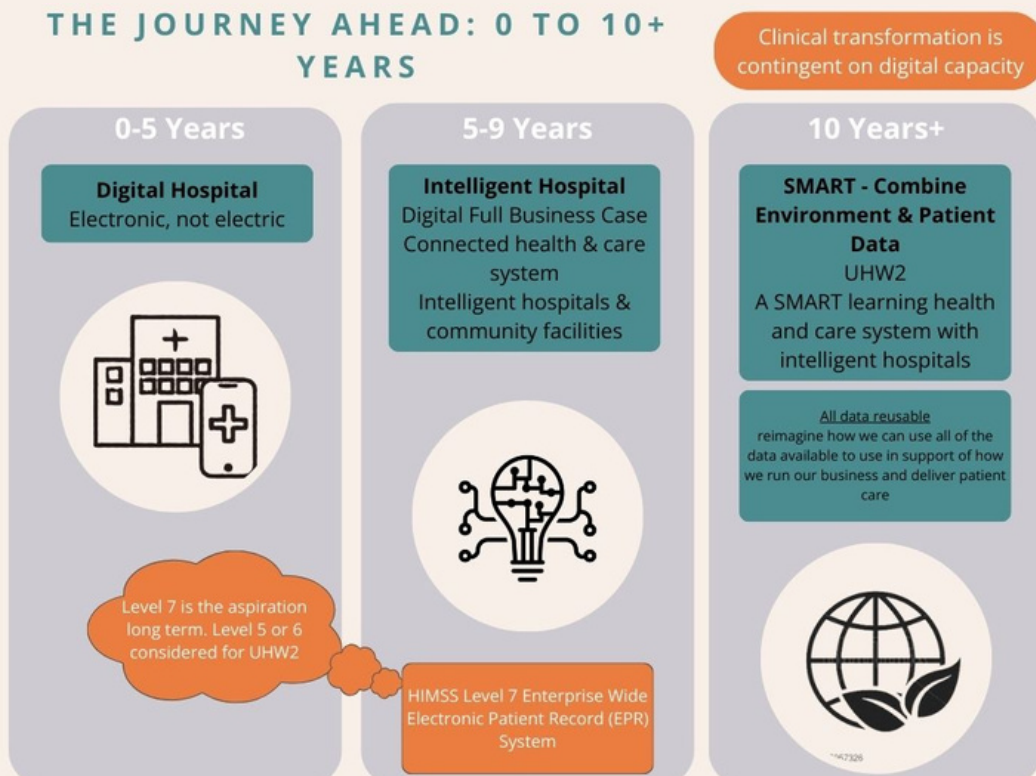 THE JOURNEY AHEAD: 0 TO 10+
YEARS
Clinical transformation is
contingent on digital capacity
0-5 Years
Digital Hospital
Electronic, not electric
Level 7 is the aspiration
long term. Level 5 or 6
considered for UHW2
5-9 Years
Intelligent Hospital
Digital Full Business Case
Connected health & care
system
Intelligent hospitals &
community facilities
HIMSS Level 7 Enterprise Wide
Electronic Patient Record (EPR)
System
10 Years+
SMART - Combine
Environment & Patient
Data
UHW2
A SMART learning health
and care system with
intelligent hospitals
All data reusable
reimagine how we can use all of the
data available to use in support of how
we run our business and deliver patient
care